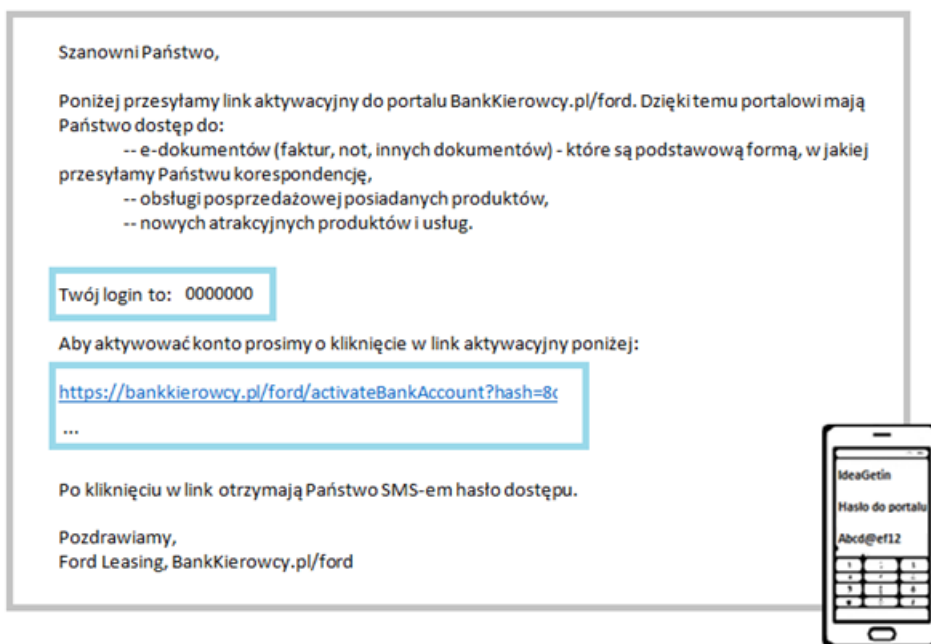 Szanowni Państwo,
Poniżej przesyłamy link aktywacyjny do portalu BankKierowcy.pl/ford. Dzięki temu portalowi mają
Państwo dostęp do:
-- e-dokumentów (faktur, not, innych dokumentów) - które są podstawową formą, w jakiej
przesyłamy Państwu korespondencję,
-- obsługi posprzedażowej posiadanych produktów,
-- nowych atrakcyjnych produktów i usług.
Twój login to: 0000000
Aby aktywować konto prosimy o kliknięcie w link aktywacyjny poniżej:
https://bankkierowcy.pl/ford/activateBankAccount?hash=8c
...
Po kliknięciu w link otrzymają Państwo SMS-em hasło dostępu.
Pozdrawiamy,
Ford Leasing, BankKierowcy.pl/ford
IdeaGetin
Hasło do portalu
Abcd@ef12